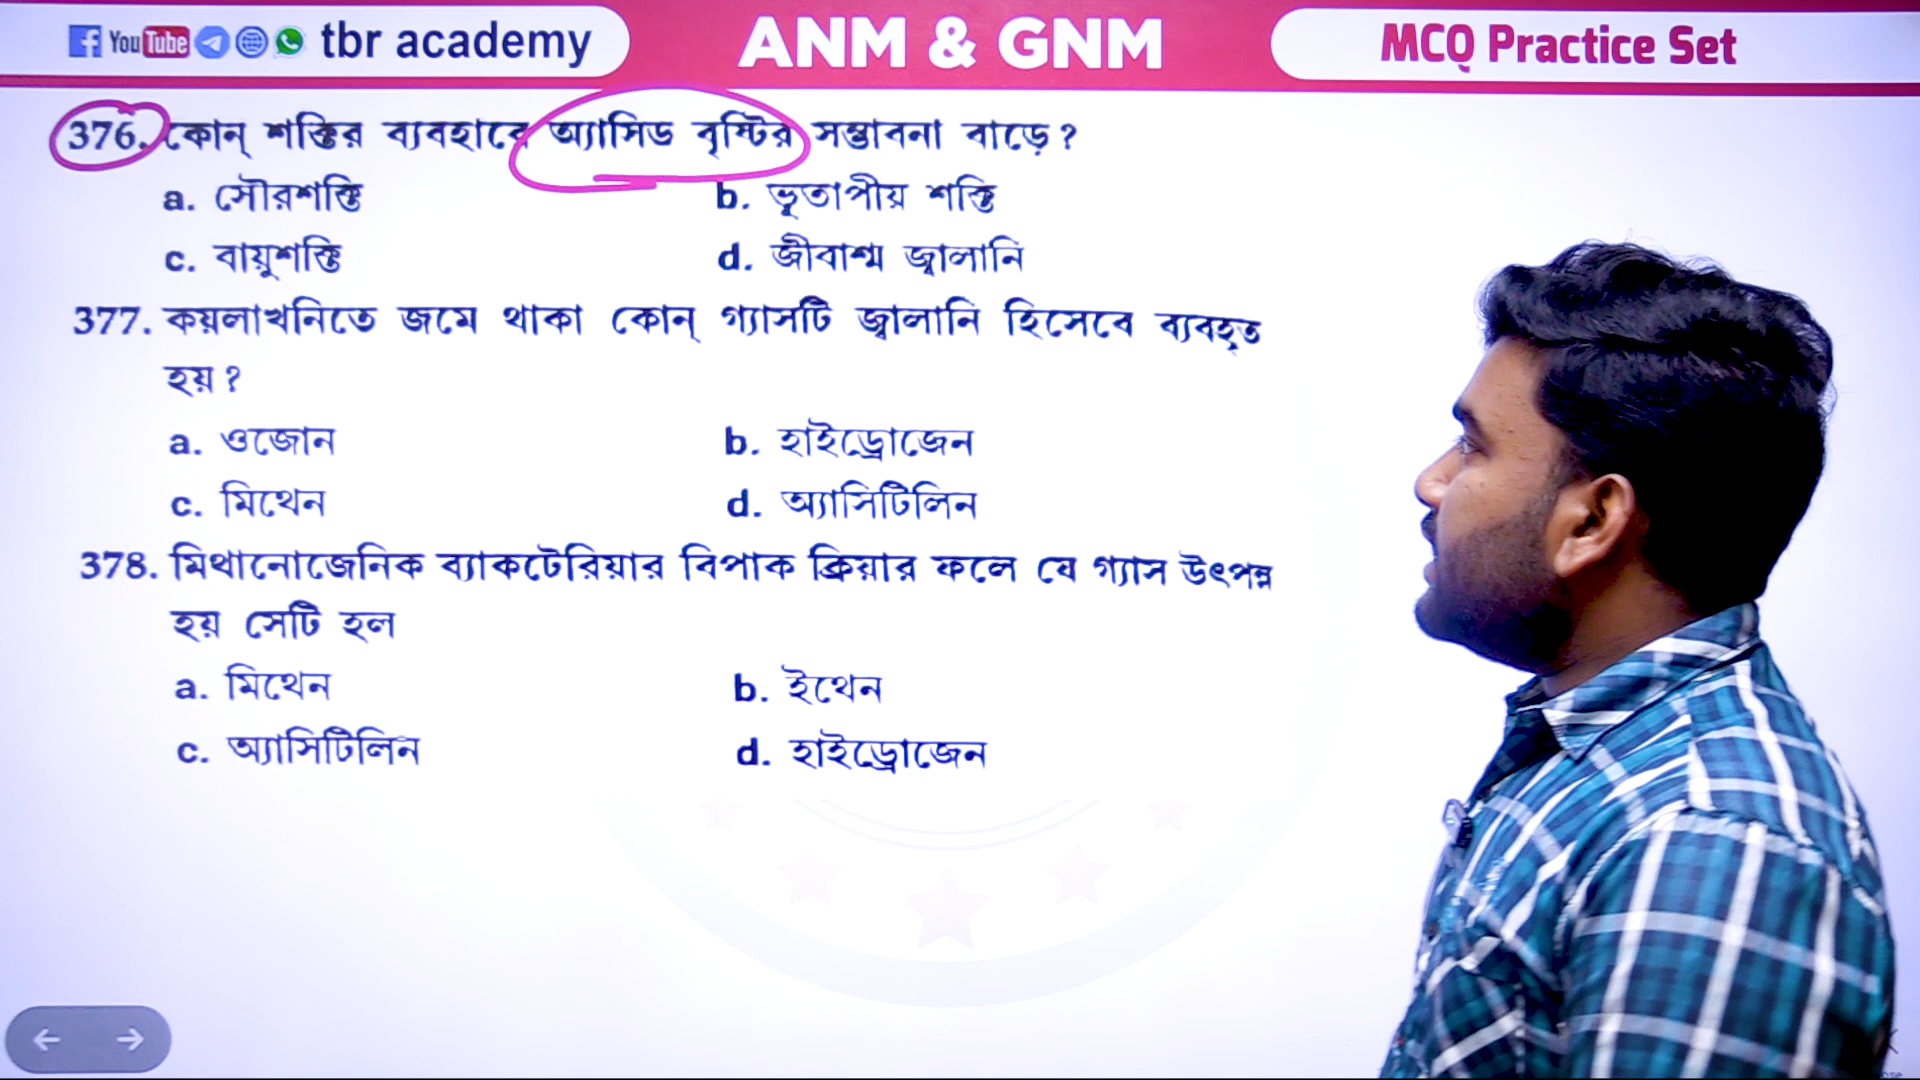 You Tube tbr academy ANM & GNM MCQ Practice Set
376. কোন্ শক্তির ব্যবহারে অ্যাসিড বৃষ্টির সম্ভাবনা বাড়ে?
a. সৌরশক্তি b. ভূতাপীয় শক্তি
c. বায়ুশক্তি d. জীবাশ্ম জ্বালানি
377. কয়লাখনিতে জমে থাকা কোন্ গ্যাসটি জ্বালানি হিসেবে ব্যবহৃত
হয়?
a. ওজোন b. হাইড্রোজেন
c. মিথেন d. অ্যাসিটিলিন
378. মিথানোজেনিক ব্যাকটেরিয়ার বিপাক ক্রিয়ার ফলে যে গ্যাস উৎপন্ন
হয় সেটি হল
a. মিথেন b. ইথেন
c. অ্যাসিটিলিন d. হাইড্রোজেন